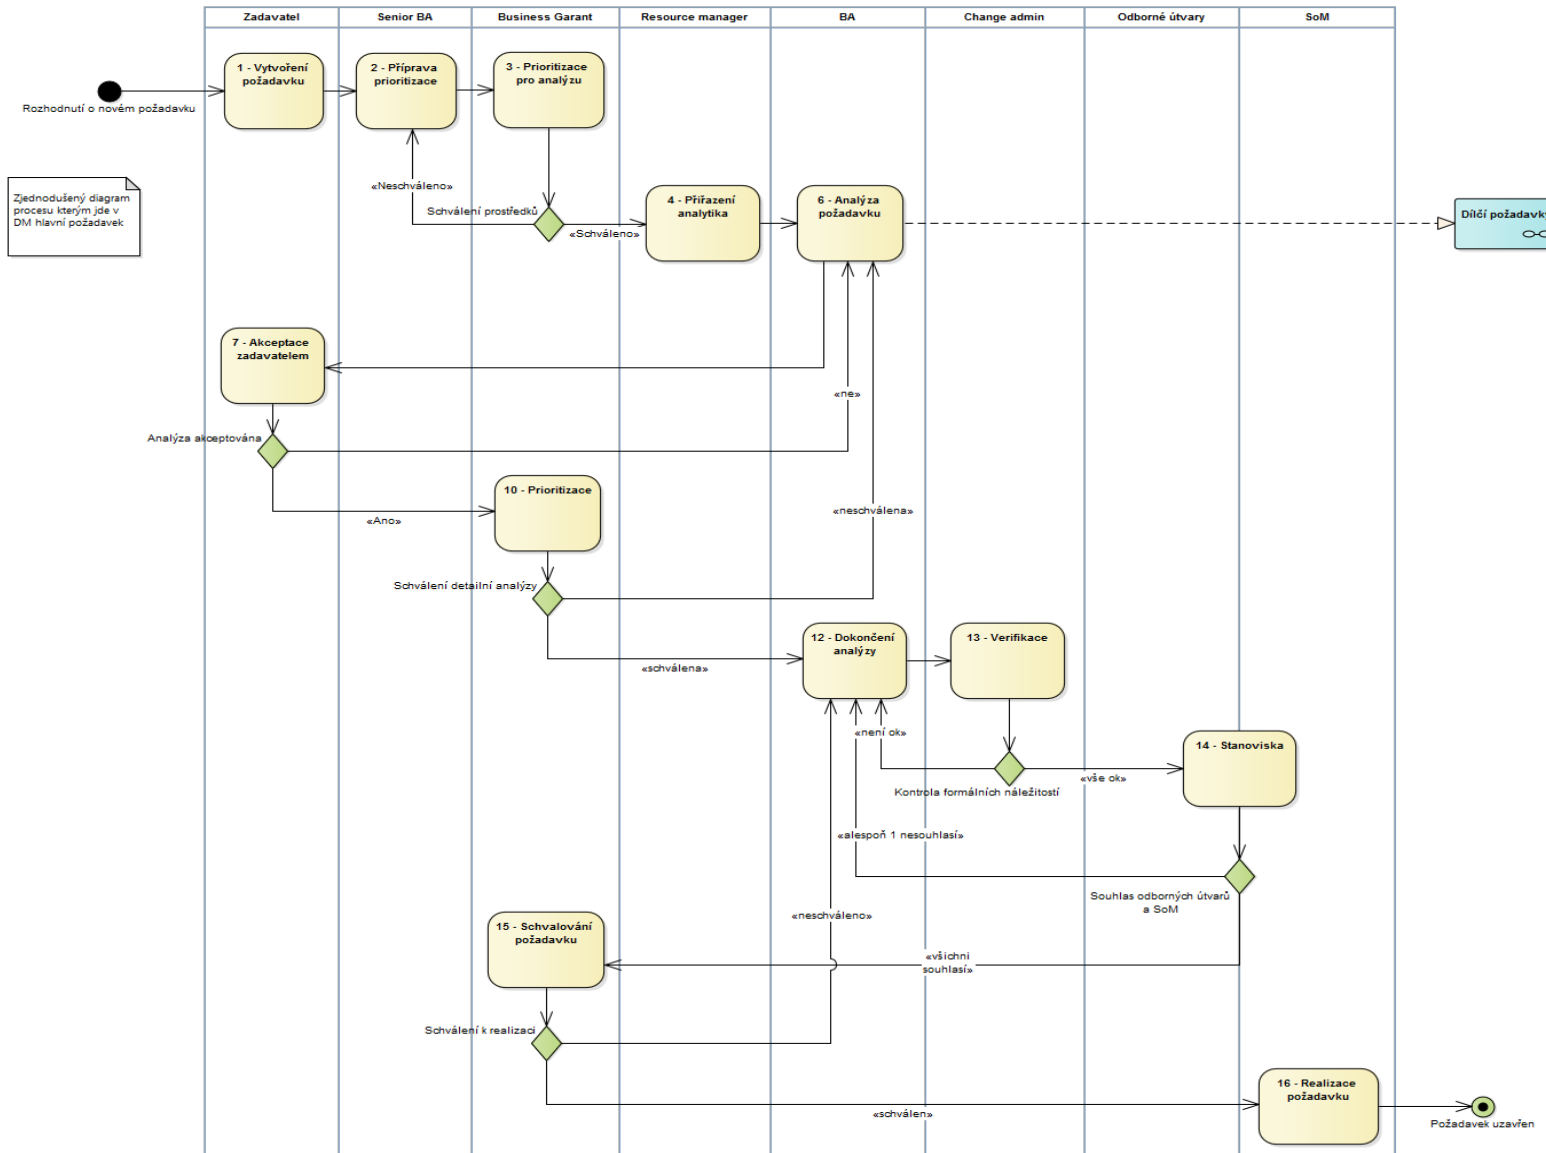 Zadavatel
Senior BA
Business Garant
Resource manager
BA
Change admin
Odborné útvary
SoM
Rozhodnutí o novém požadavku
1 - Vytvoření
požadavku
2 - Příprava
prioritizace
3 - Prioritizace
pro analýzu
Zjednodušený diagram
procesu kterým jde v
DM hlavní požadavek
«Neschváleno»
Schválení prostředků
«Schváleno»
4 - Přiřazení
analytika
6 - Analýza
požadavku
Dílčí požadavky
7 - Akceptace
zadavatelem
«ne»
Analýza akceptována
«Ano»
10 - Prioritizace
«neschválena»
Schválení detailní analýzy
«schválena»
12 - Dokončení
analýzy
13 - Verifikace
«není ok»
Kontrola formálních náležitostí
«vše ok»
14 - Stanoviska
«alespoň 1 nesouhlasí»
Souhlas odborných útvarů
a SoM
«neschváleno»
15 - Schvalování
požadavku
«všichni
souhlasí»
Schválení k realizaci
«schválen»
16 - Realizace
požadavku
Požadavek uzavřen